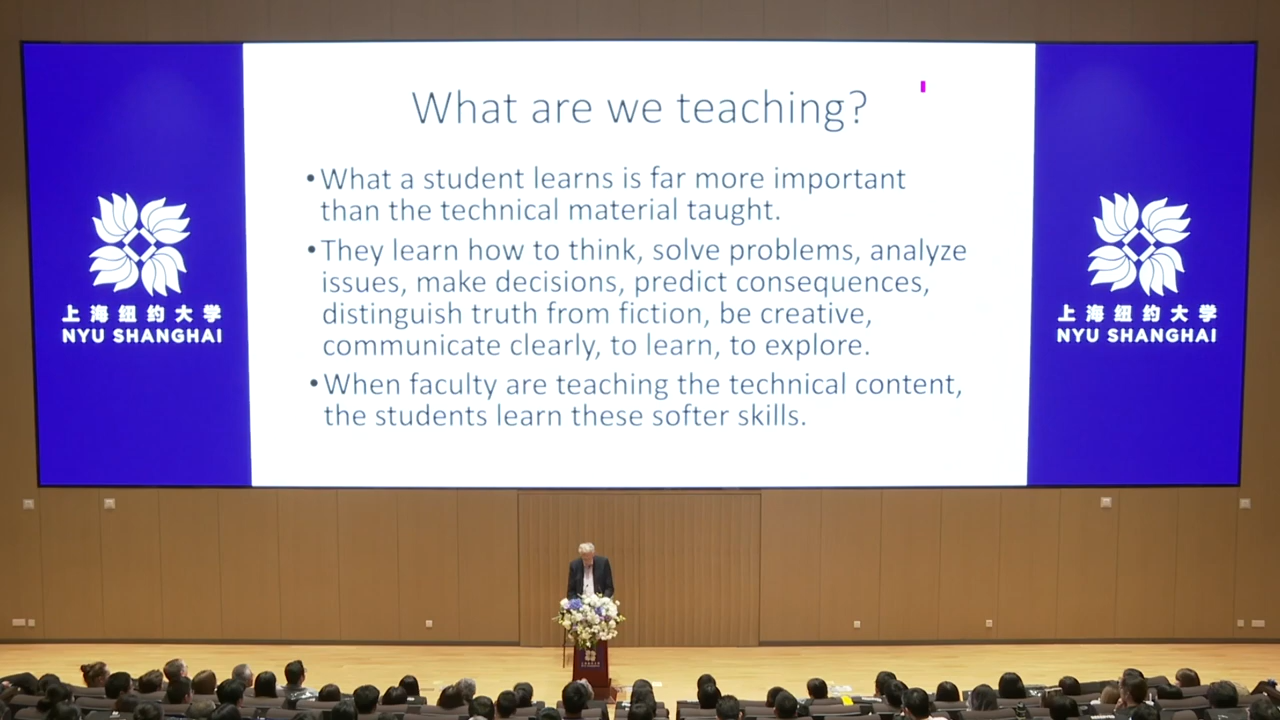 What are we teaching?
•What a student learns is far more important
than the technical material taught.
•They learn how to think, solve problems, analyze
issues, make decisions, predict consequences,
distinguish truth from fiction, be creative,
communicate clearly, to learn, to explore.
•When faculty are teaching the technical content,
the students learn these softer skills.
上海纽约大学
NYU SHANGHAI
上海纽约大学
NYU SHANGHAI